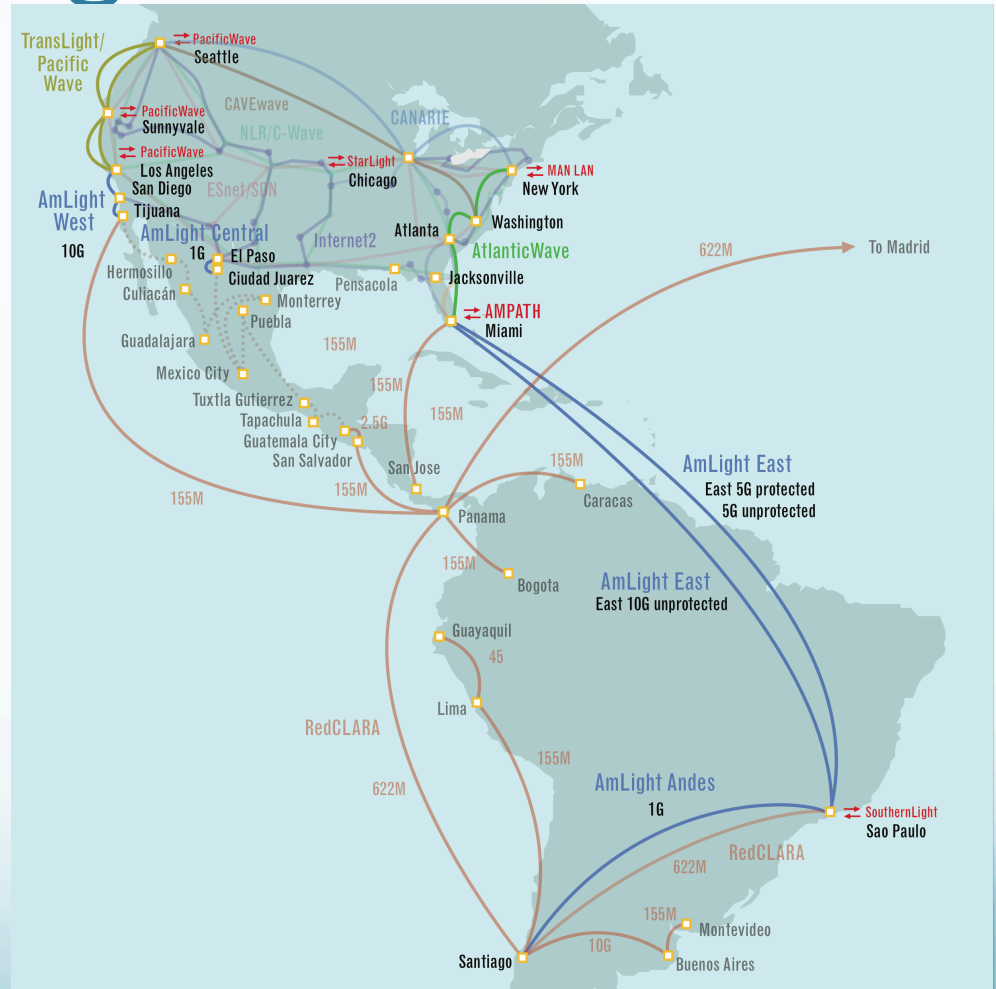 TransLight/
Pacific
Wave
PacificWave
Seattle
CAVEwave
CANARIE
PacificWave
Sunnyvale
NLR/C-Wave
PacificWave
Los Angeles
StarLight
Chicago
MAN LAN
New York
ESnet/SDN
San Diego
AmLight
West
10G
Tijuana
AmLight Central
1G
El Paso
Ciudad Juarez
Internet2
Atlanta
Washington
AtlanticWave
622M
To Madrid
Hermosillo
Culiacán
Pensacola
Jacksonville
Monterrey
Puebla
AMPATH
Miami
Guadalajara
155M
Mexico City
155M
Tuxtla Gutierrez
155M
Tapachula
2.5G
Guatemala City
San Salvador
San Jose
155M
155M
155M
Caracas
AmLight East
East 5G protected
5G unprotected
Panama
155M
Bogota
AmLight East
East 10G unprotected
Guayaquil
45
Lima
RedCLARA
155M
622M
AmLight Andes
1G
SouthernLight
Sao Paulo
RedCLARA
622M
155M
Montevideo
10G
Santiago
Buenos Aires